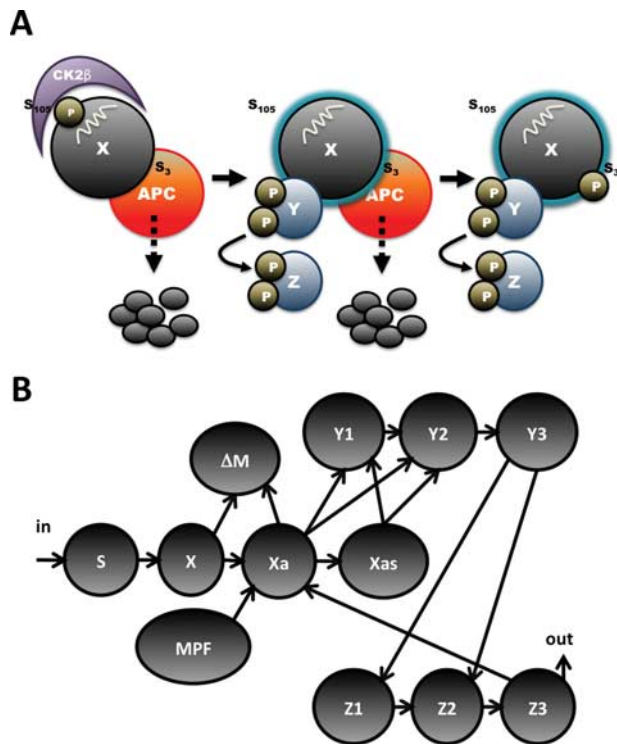 A
CK2β
S105
P
X
S3
APC
S105
X
S3
P
P
Y
APC
P
P
Z
S105
X
S3
P
P
P
Y
P
P
Z
B
Y1
Y2
Y3
ΔM
in
S
X
Xa
Xas
MPF
out
Z1
Z2
Z3